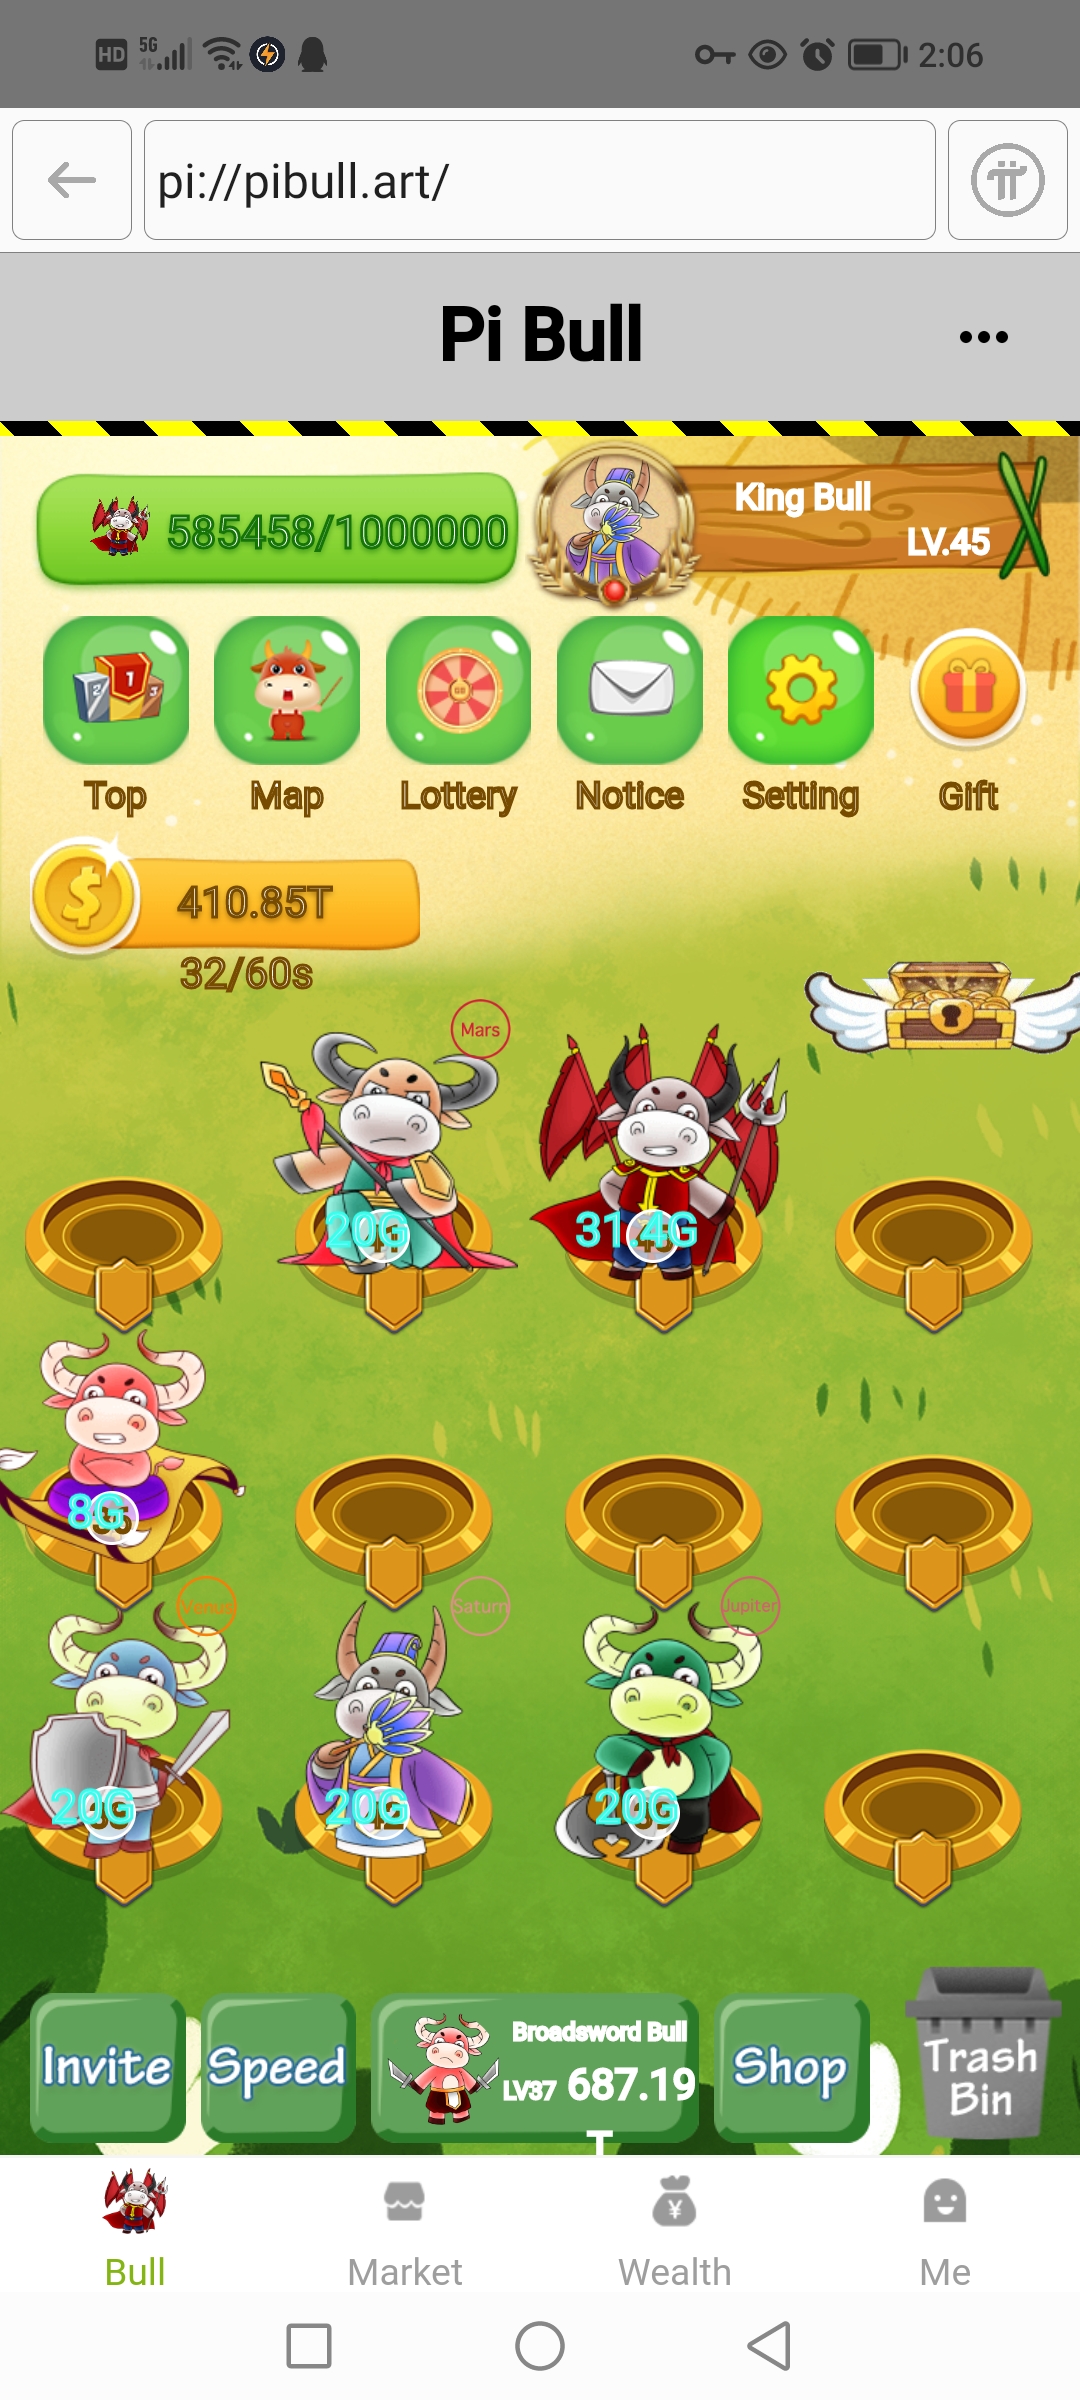 HD 5G 2:06
pi://pibull.art/
Pi Bull
585458/1000000
King Bull
LV.45
Top Map Lottery Notice Setting Gift
410.85T
32/60s
Mars
20G 31.4G
8G
Venus Saturn Jupiter
20G 20G 20G
Invite
Speed
Broadsword Bull
LV37 687.19
T
Shop
Trash
Bin
Bull Market Wealth Me